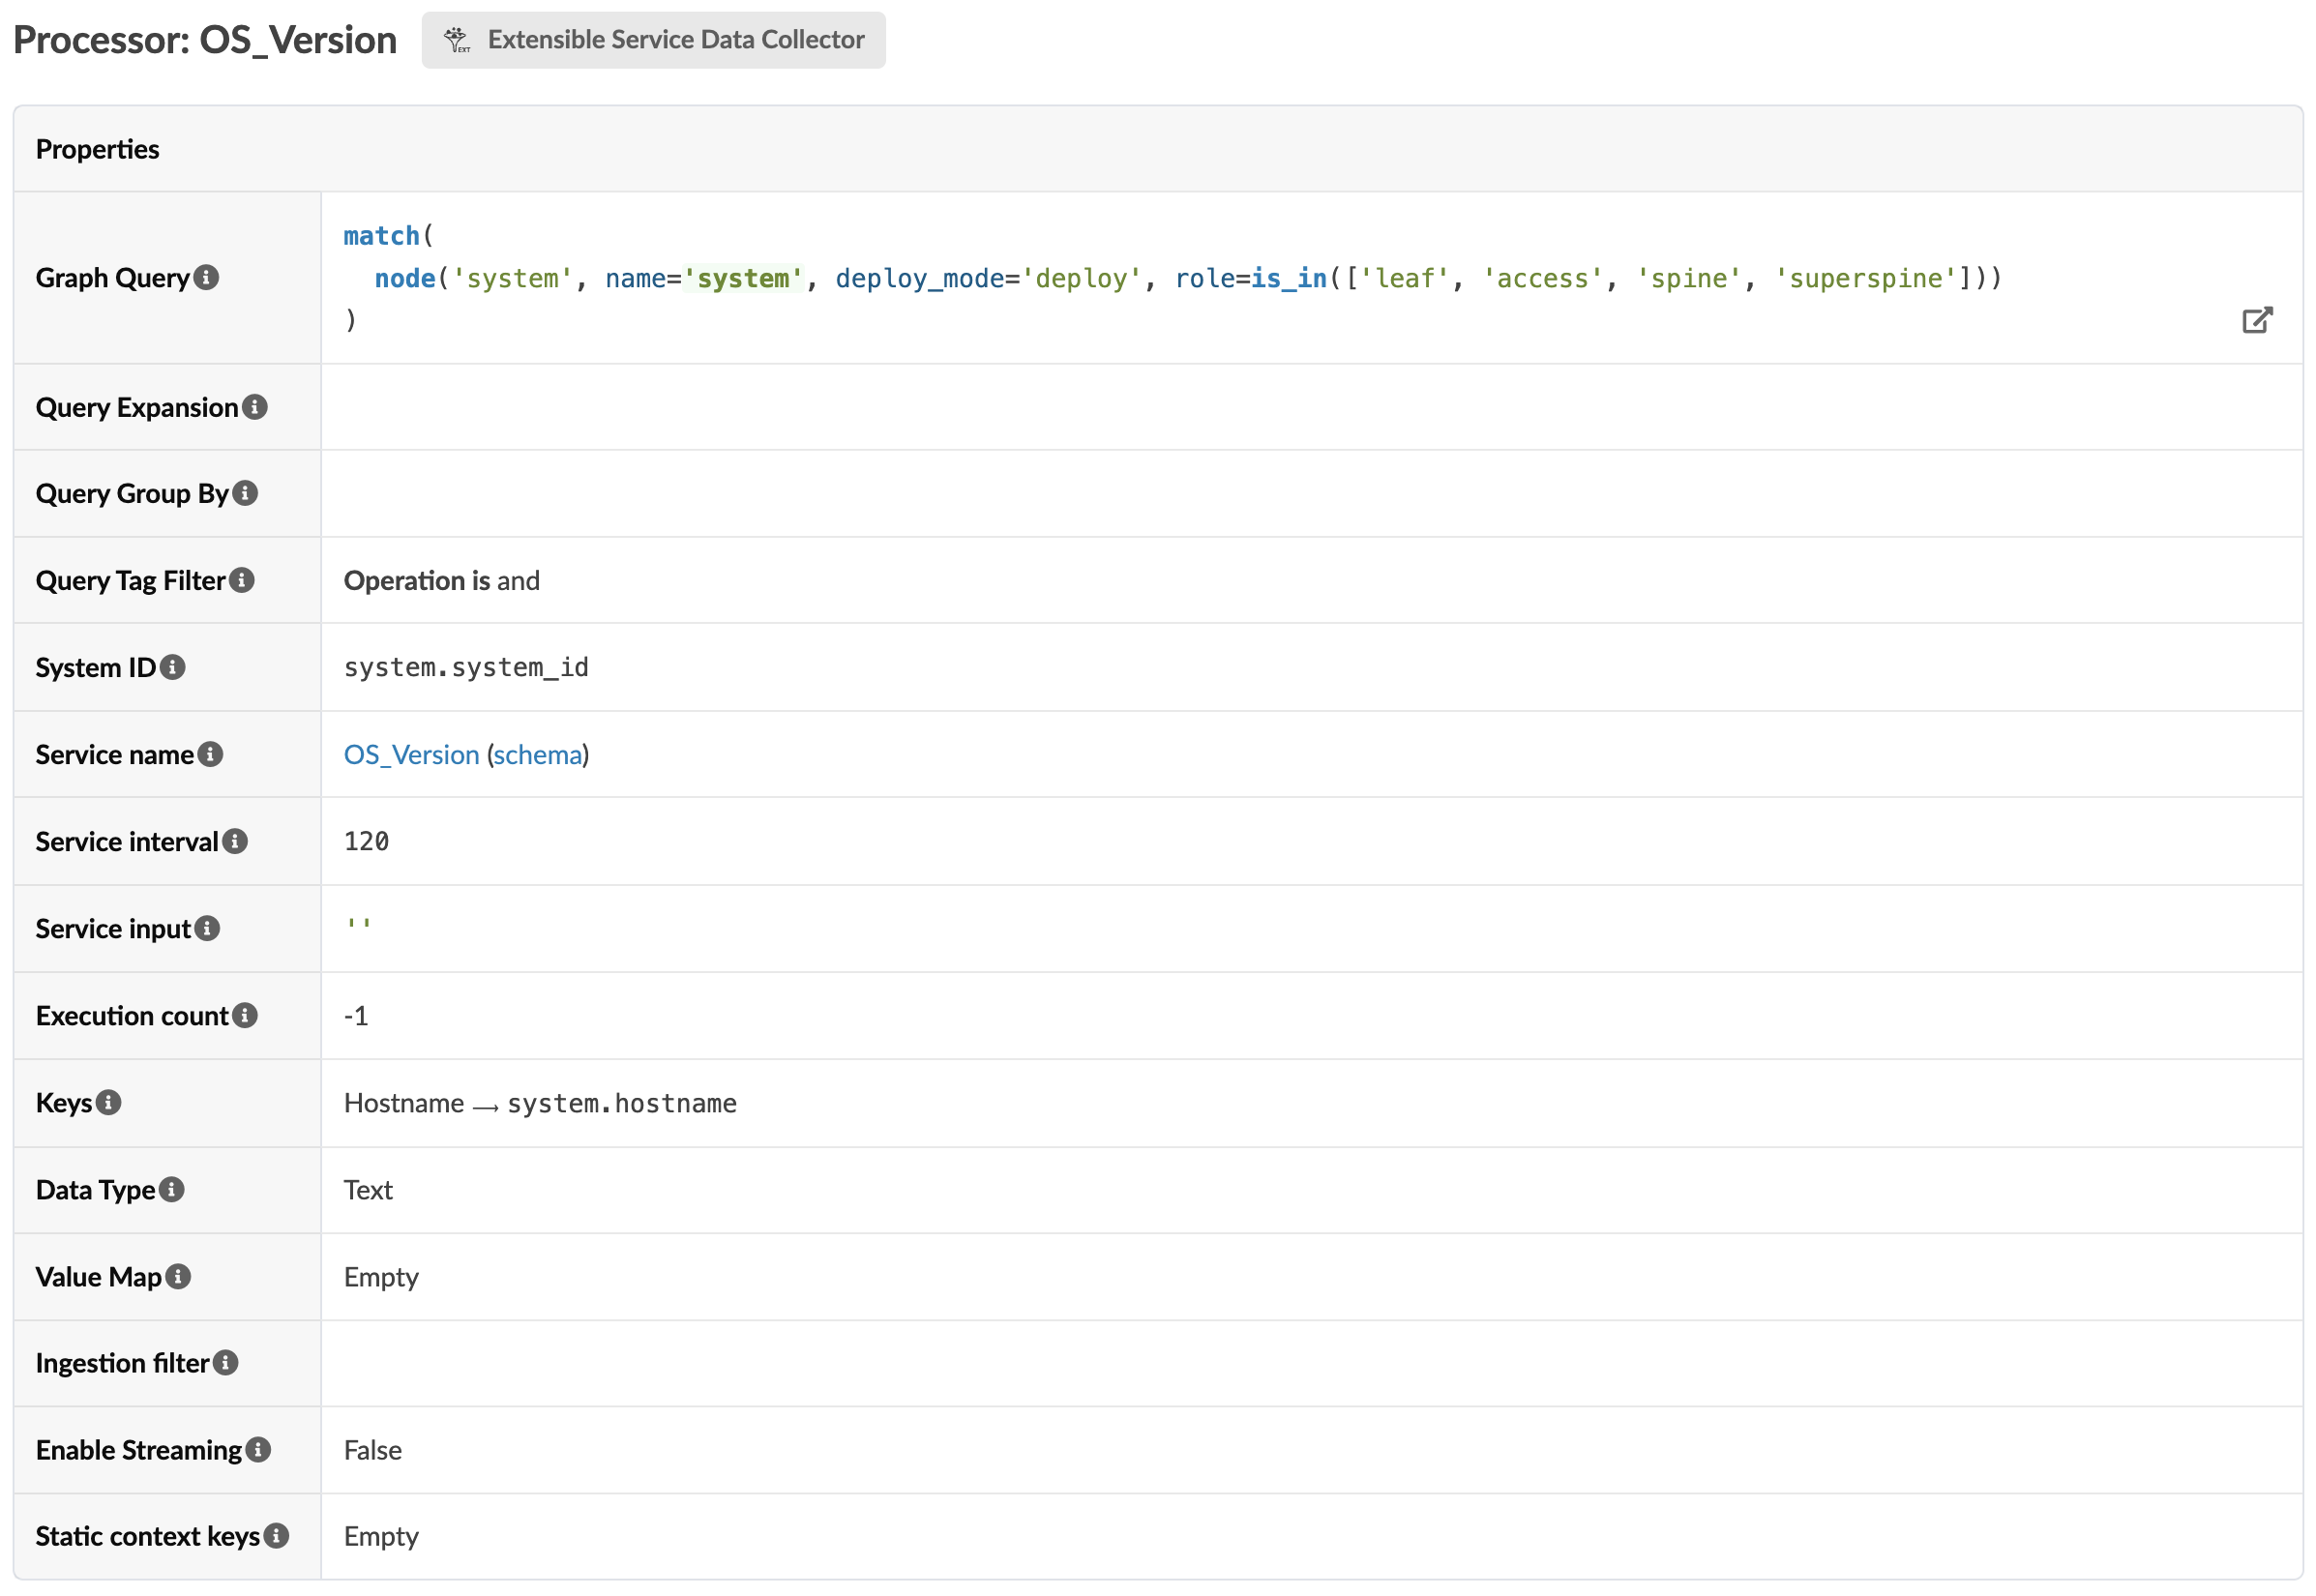 Processor: OS_Version EXT Extensible Service Data Collector
Properties
Graph Query match(
node('system', name='system', deploy_mode='deploy', role=is_in(['leaf', 'access', 'spine', 'superspine']))
)
Query Expansion
Query Group By
Query Tag Filter Operation is and
System ID system.system_id
Service name OS_Version (schema)
Service interval 120
Service input ''
Execution count -1
Keys Hostname → system.hostname
Data Type Text
Value Map Empty
Ingestion filter
Enable Streaming False
Static context keys Empty